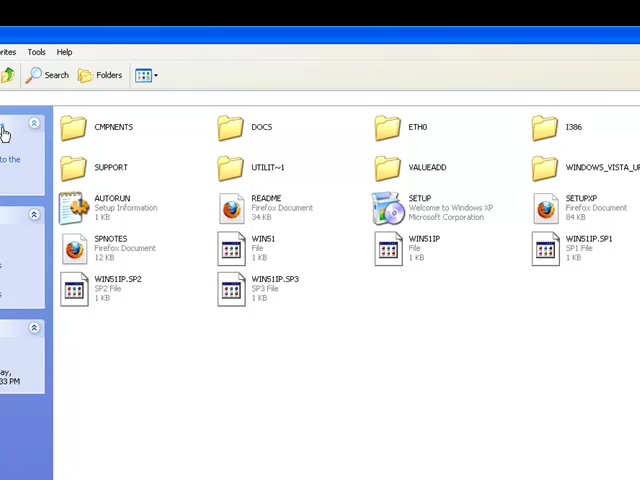 rites Tools Help
Search Folders
s
to the
s
s
ay,
33 PM
CMPNENTS
DOCS
ETH0
I386
SUPPORT
UTILIT~1
VALUEADD
WINDOWS_VISTA_UP
AUTORUN
Setup Information
1 KB
README
Firefox Document
34 KB
SETUP
Welcome to Windows XP
Microsoft Corporation
SETUPXP
Firefox Document
84 KB
SPNOTES
Firefox Document
12 KB
WIN51
File
1 KB
WIN51IP
File
1 KB
WIN51IP.SP1
SP1 File
1 KB
WIN51IP.SP2
SP2 File
1 KB
WIN51IP.SP3
SP3 File
1 KB